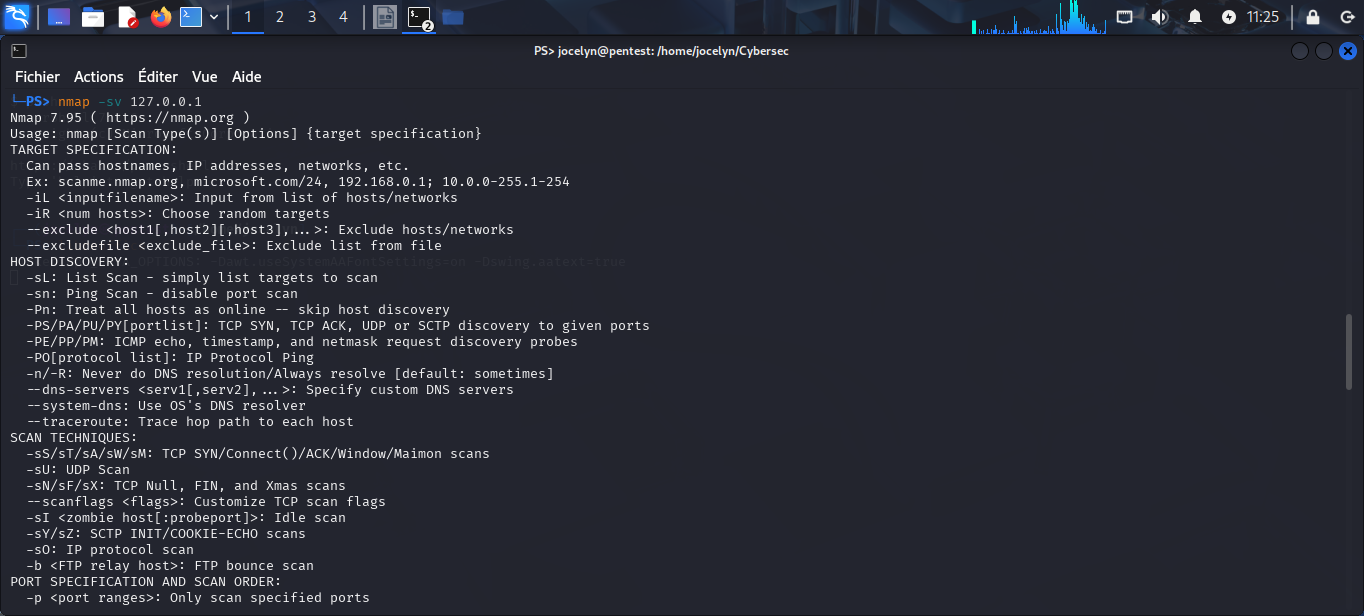 1 2 3 4 2 11:25
PS> jocelyn@pentest: /home/jocelyn/Cybersec
Fichier Actions Éditer Vue Aide
└─PS> nmap -sv 127.0.0.1
Nmap 7.95 ( https://nmap.org )
Usage: nmap [Scan Type(s)] [Options] {target specification}
TARGET SPECIFICATION:
  Can pass hostnames, IP addresses, networks, etc.
  Ex: scanme.nmap.org, microsoft.com/24, 192.168.0.1; 10.0.0-255.1-254
  -iL <inputfilename>: Input from list of hosts/networks
  -iR <num hosts>: Choose random targets
  --exclude <host1[,host2][,host3],...>: Exclude hosts/networks
  --excludefile <exclude_file>: Exclude list from file
HOST DISCOVERY:
OPTIONS: -Dawt.useSystemAAFontSettings=on -Dswing.aatext=true
  -sL: List Scan - simply list targets to scan
  -sn: Ping Scan - disable port scan
  -Pn: Treat all hosts as online -- skip host discovery
  -PS/PA/PU/PY[portlist]: TCP SYN, TCP ACK, UDP or SCTP discovery to given ports
  -PE/PP/PM: ICMP echo, timestamp, and netmask request discovery probes
  -PO[protocol list]: IP Protocol Ping
  -n/-R: Never do DNS resolution/Always resolve [default: sometimes]
  --dns-servers <serv1[,serv2],...>: Specify custom DNS servers
  --system-dns: Use OS's DNS resolver
  --traceroute: Trace hop path to each host
SCAN TECHNIQUES:
  -sS/sT/sA/sW/sM: TCP SYN/Connect()/ACK/Window/Maimon scans
  -sU: UDP Scan
  -sN/sF/sX: TCP Null, FIN, and Xmas scans
  --scanflags <flags>: Customize TCP scan flags
  -sI <zombie host[:probeport]>: Idle scan
  -sY/sZ: SCTP INIT/COOKIE-ECHO scans
  -sO: IP protocol scan
  -b <FTP relay host>: FTP bounce scan
PORT SPECIFICATION AND SCAN ORDER:
  -p <port ranges>: Only scan specified ports